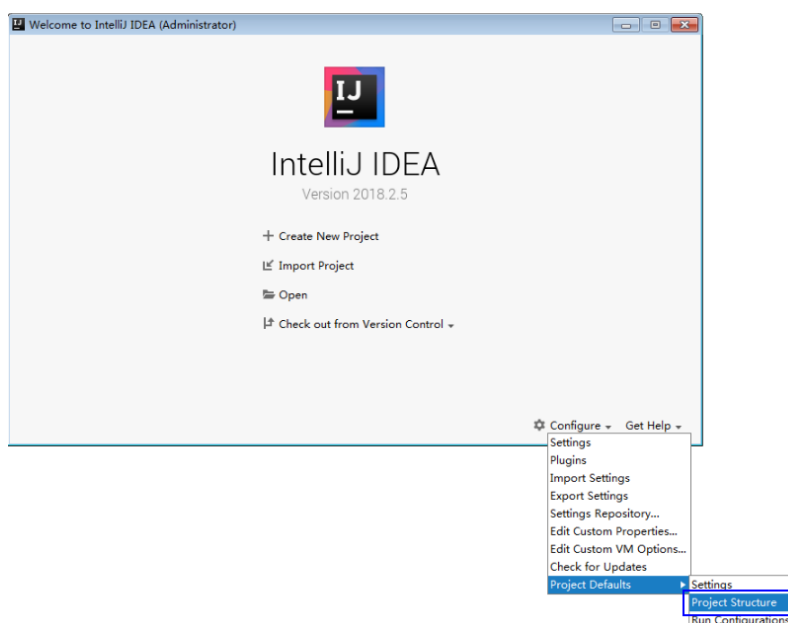 Welcome to IntelliJ IDEA (Administrator)
IJ
IntelliJ IDEA
Version 2018.2.5
Create New Project
Import Project
Open
Check out from Version Control
Configure Get Help
Settings
Plugins
Import Settings
Export Settings
Settings Repository...
Edit Custom Properties...
Edit Custom VM Options...
Check for Updates
Project Defaults
Settings
Project Structure
Run Configurations